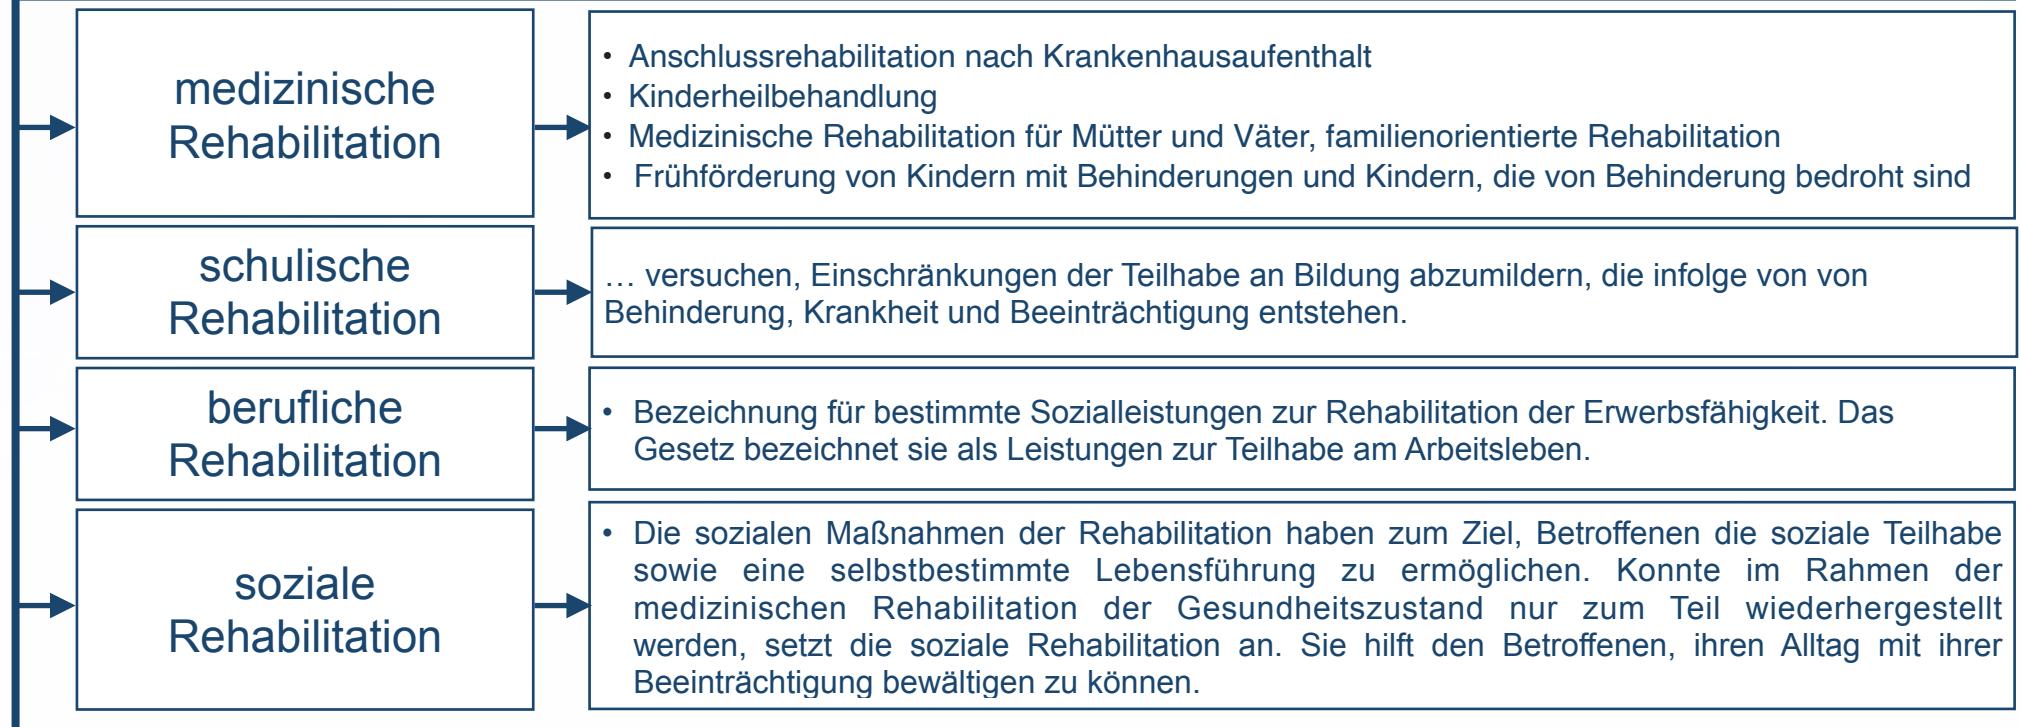 medizinische
Rehabilitation
• Anschlussrehabilitation nach Krankenhausaufenthalt
• Kinderheilbehandlung
• Medizinische Rehabilitation für Mütter und Väter, familienorientierte Rehabilitation
• Frühförderung von Kindern mit Behinderungen und Kindern, die von Behinderung bedroht sind
schulische
Rehabilitation
… versuchen, Einschränkungen der Teilhabe an Bildung abzumildern, die infolge von von
Behinderung, Krankheit und Beeinträchtigung entstehen.
berufliche
Rehabilitation
• Bezeichnung für bestimmte Sozialleistungen zur Rehabilitation der Erwerbsfähigkeit. Das
Gesetz bezeichnet sie als Leistungen zur Teilhabe am Arbeitsleben.
soziale
Rehabilitation
• Die sozialen Maßnahmen der Rehabilitation haben zum Ziel, Betroffenen die soziale Teilhabe
sowie eine selbstbestimmte Lebensführung zu ermöglichen. Konnte im Rahmen der
medizinischen Rehabilitation der Gesundheitszustand nur zum Teil wiederhergestellt
werden, setzt die soziale Rehabilitation an. Sie hilft den Betroffenen, ihren Alltag mit ihrer
Beeinträchtigung bewältigen zu können.